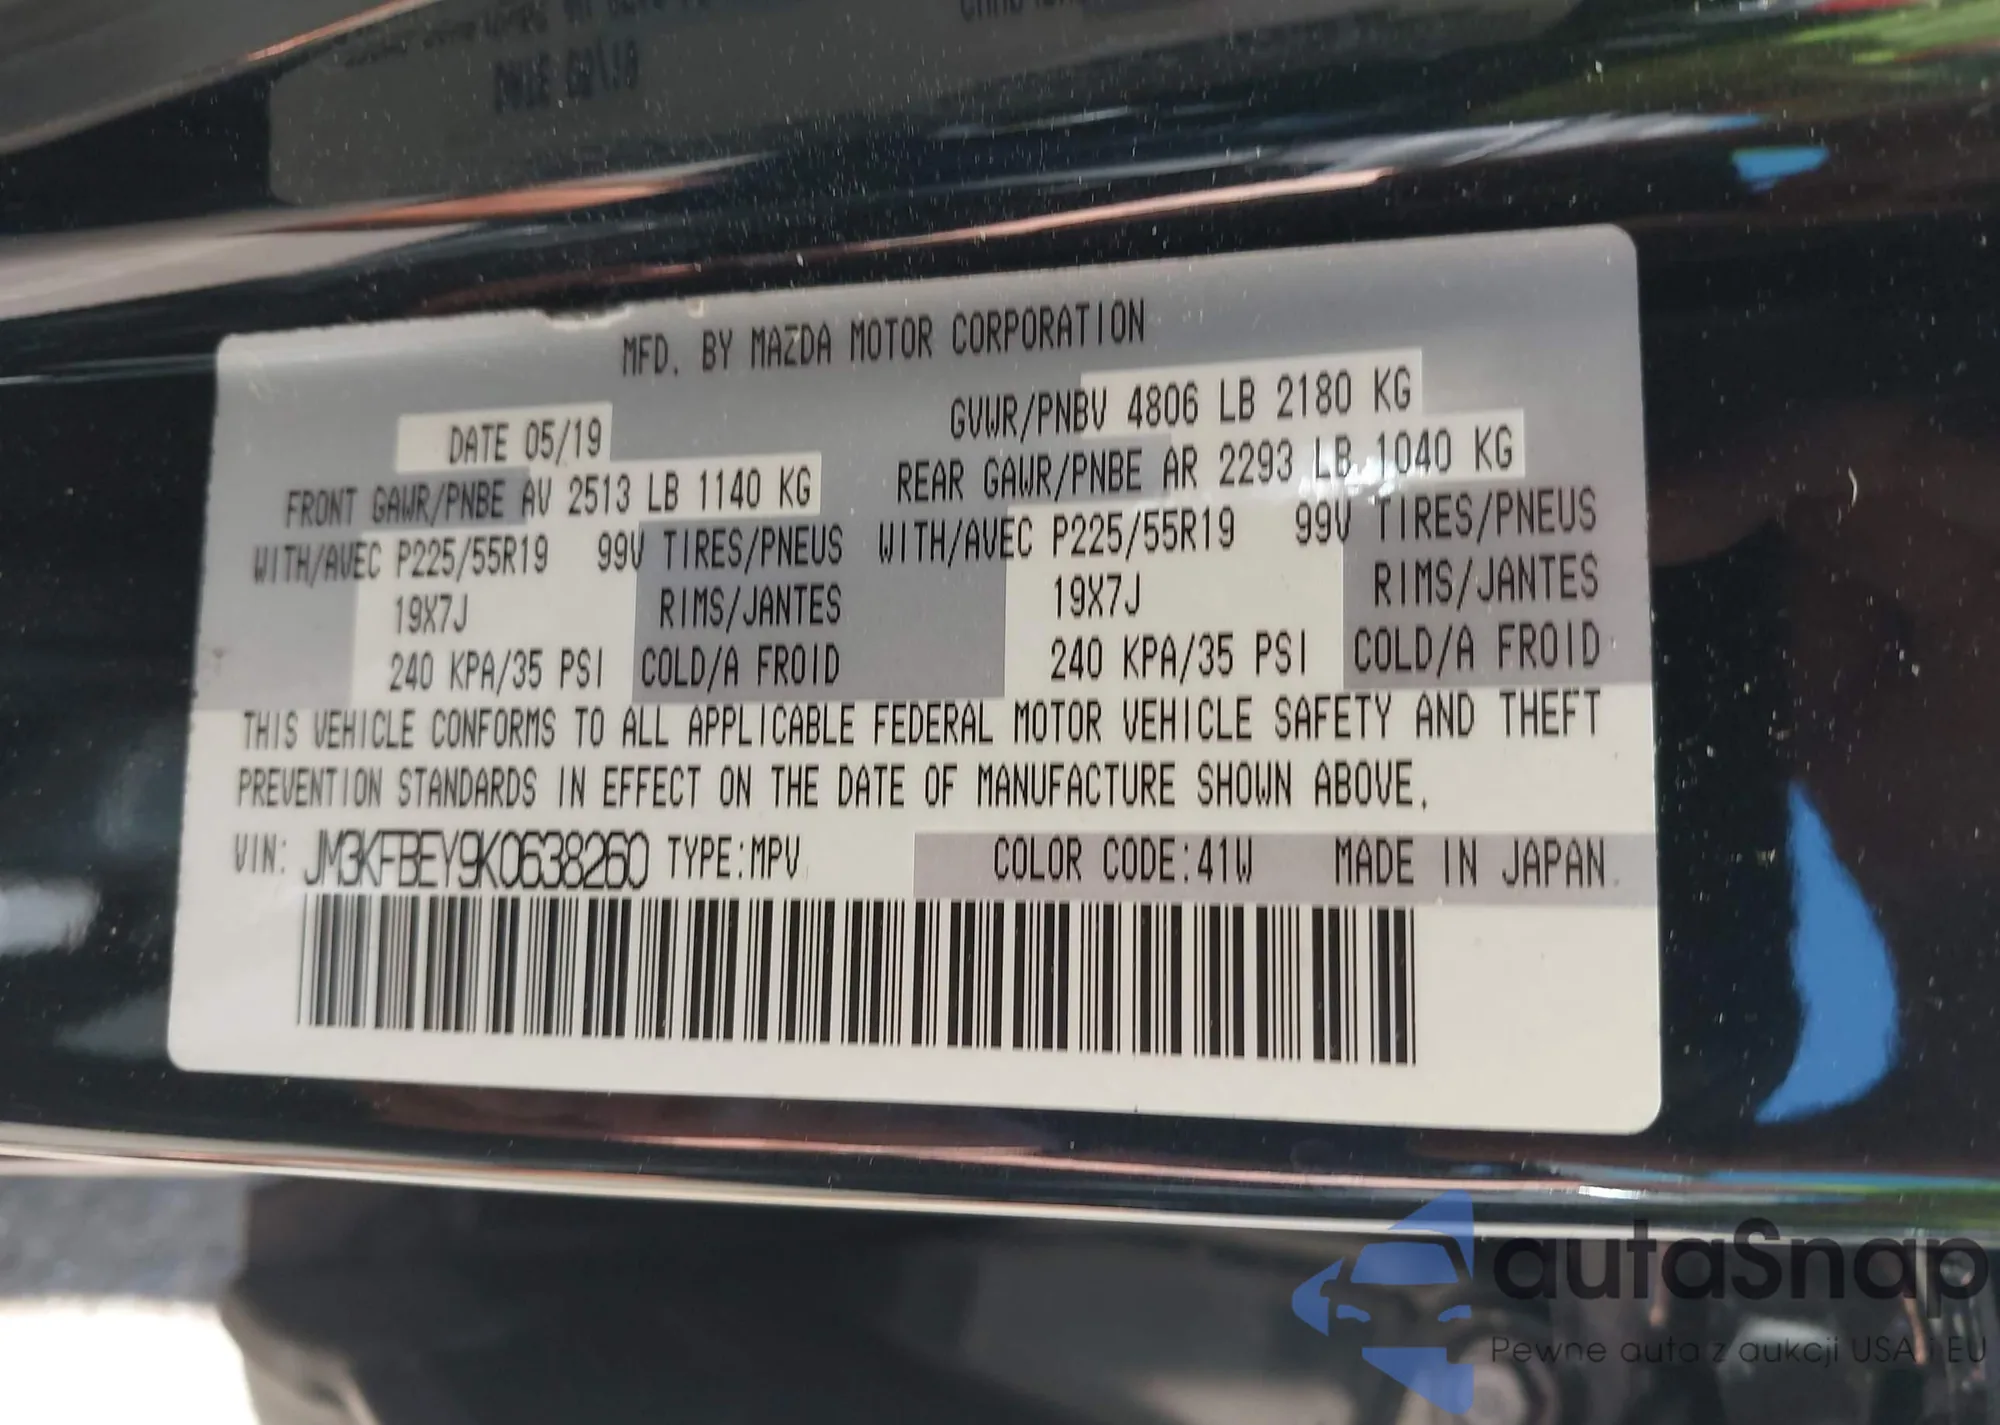 MFD. BY MAZDA MOTOR CORPORATION
DATE 05/19
GVWR/PNBV 4806 LB 2180 KG
FRONT GAWR/PNBE AV 2513 LB 1140 KG
REAR GAWR/PNBE AR 2293 LB 1040 KG
WITH/AVEC P225/55R19 99V TIRES/PNEUS
WITH/AVEC P225/55R19 99V TIRES/PNEUS
19X7J RIMS/JANTES
19X7J RIMS/JANTES
240 KPA/35 PSI COLD/A FROID
240 KPA/35 PSI COLD/A FROID
THIS VEHICLE CONFORMS TO ALL APPLICABLE FEDERAL MOTOR VEHICLE SAFETY AND THEFT
PREVENTION STANDARDS IN EFFECT ON THE DATE OF MANUFACTURE SHOWN ABOVE.
VIN: JM3KFBEY9K0638260 TYPE:MPV COLOR CODE:41W MADE IN JAPAN
autaSnap
Pewne auta z aukcji USA i EU